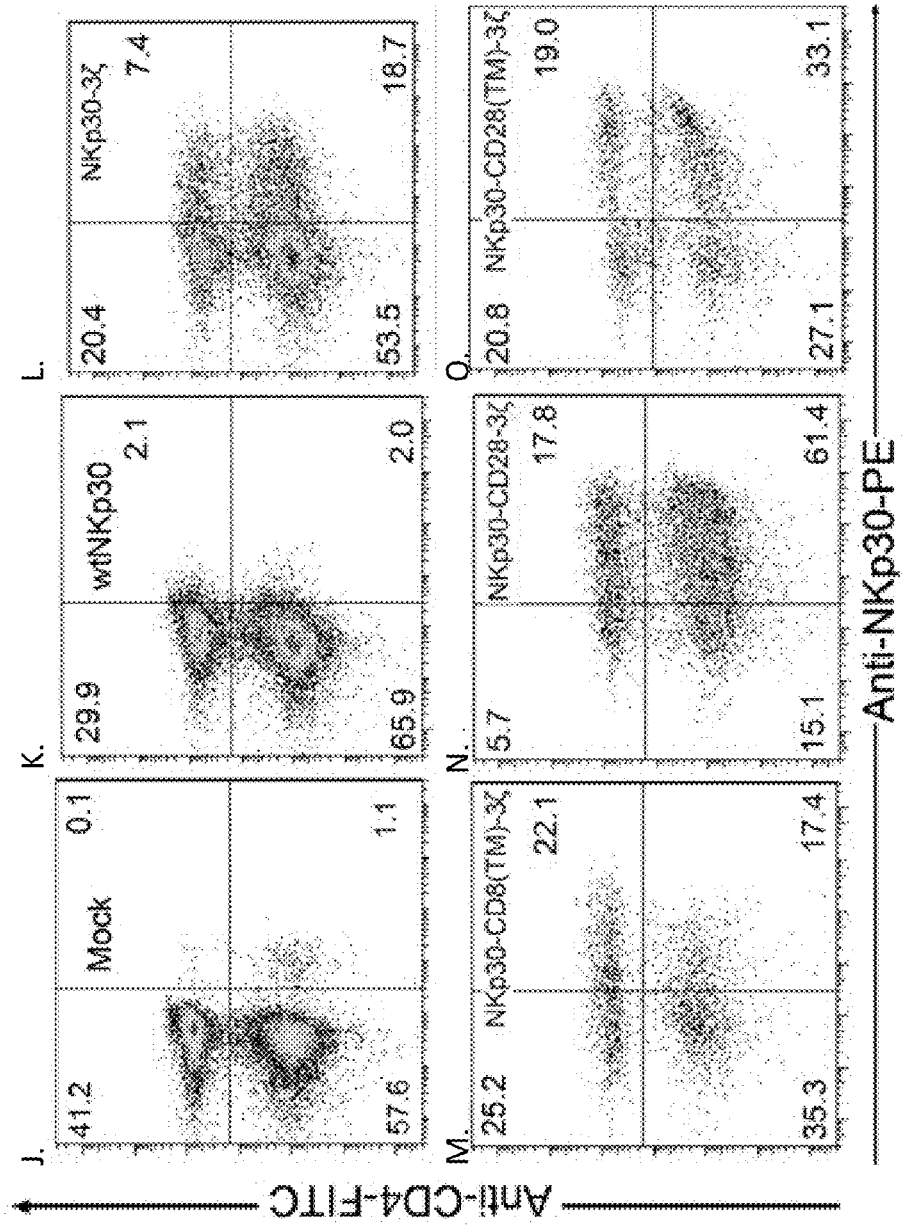 J.
Mock
41.2
0.1
57.6
1.1
K.
wtNKp30
29.9
2.1
65.9
2.0
L.
NKp30-3ζ
20.4
7.4
53.5
18.7
M.
NKp30-CD8(TM)-3ζ
25.2
22.1
35.3
17.4
N.
NKp30-CD28-3ζ
5.7
17.8
15.1
61.4
O.
NKp30-CD28(TM)-3ζ
20.8
19.0
27.1
33.1
Anti-CD4-FITC
Anti-NKp30-PE